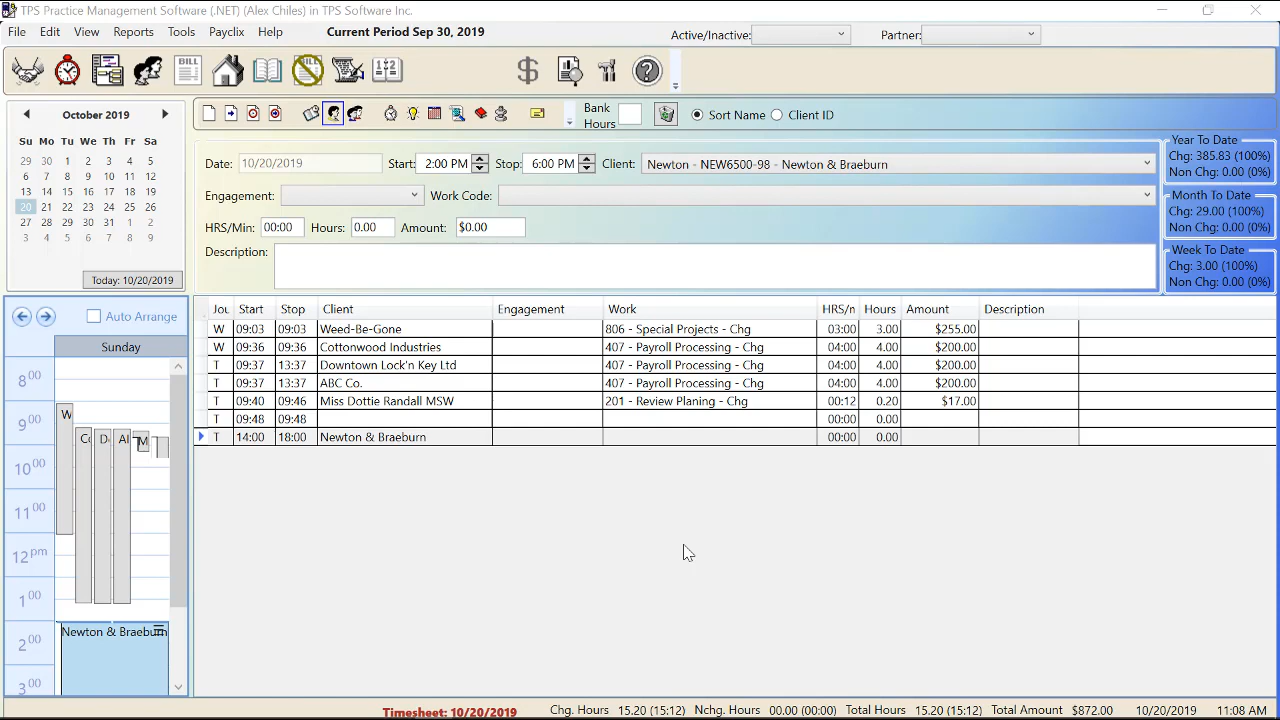 TPS Practice Management Software (.NET) (Alex Chiles) in TPS Software Inc.
File Edit View Reports Tools Payclix Help Current Period Sep 30, 2019 Active/Inactive: Partner:
BILL BILL $ ?
October 2019
Su Mo Tu We Th Fr Sa
29 30 1 2 3 4 5
6 7 8 9 10 11 12
13 14 15 16 17 18 19
20 21 22 23 24 25 26
27 28 29 30 31 1 2
3 4 5 6 7 8 9
Today: 10/20/2019
Bank Hours Sort Name Client ID
Date: 10/20/2019 Start: 2:00 PM Stop: 6:00 PM Client: Newton - NEW6500-98 - Newton & Braeburn
Engagement: Work Code:
HRS/Min: 00:00 Hours: 0.00 Amount: $0.00
Description:
Year To Date
Chg: 385.83 (100%)
Non Chg: 0.00 (0%)
Month To Date
Chg: 29.00 (100%)
Non Chg: 0.00 (0%)
Week To Date
Chg: 3.00 (100%)
Non Chg: 0.00 (0%)
Auto Arrange
Sunday
8 00
9 00
10 00
11 00
12 pm
1 00
2 00
3 00
W C D Al M
Newton & Braeburn
Jou Start Stop Client Engagement Work HRS/n Hours Amount Description
W 09:03 09:03 Weed-Be-Gone 806 - Special Projects - Chg 03:00 3.00 $255.00
W 09:36 09:36 Cottonwood Industries 407 - Payroll Processing - Chg 04:00 4.00 $200.00
T 09:37 13:37 Downtown Lock'n Key Ltd 407 - Payroll Processing - Chg 04:00 4.00 $200.00
T 09:37 13:37 ABC Co. 407 - Payroll Processing - Chg 04:00 4.00 $200.00
T 09:40 09:46 Miss Dottie Randall MSW 201 - Review Planing - Chg 00:12 0.20 $17.00
T 09:48 09:48 00:00 0.00
T 14:00 18:00 Newton & Braeburn 00:00 0.00
Timesheet: 10/20/2019 Chg. Hours 15.20 (15:12) Nchg. Hours 00.00 (00:00) Total Hours 15.20 (15:12) Total Amount $872.00 10/20/2019 11:08 AM